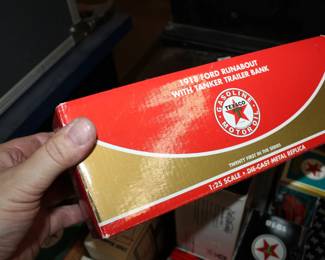 1918 FORD RUNABOUT
WITH TANKER TRAILER BANK
GASOLINE
TEXACO
MOTOR OIL
TWENTY FIRST IN THE SERIES
1:25 SCALE • DIE-CAST METAL REPLICA